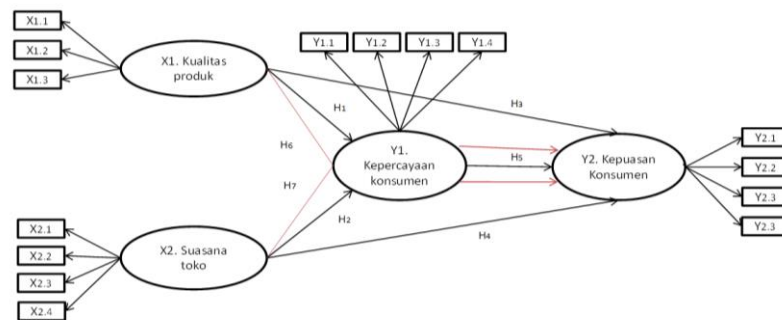 X1.1
X1.2
X1.3
X1. Kualitas
produk
Y1.1
Y1.2
Y1.3
Y1.4
H1
H3
H6
H7
Y1.
Kepercayaan
konsumen
H5
Y2. Kepuasan
Konsumen
Y2.1
Y2.2
Y2.3
Y2.3
H2
H4
X2.1
X2.2
X2.3
X2.4
X2. Suasana
toko